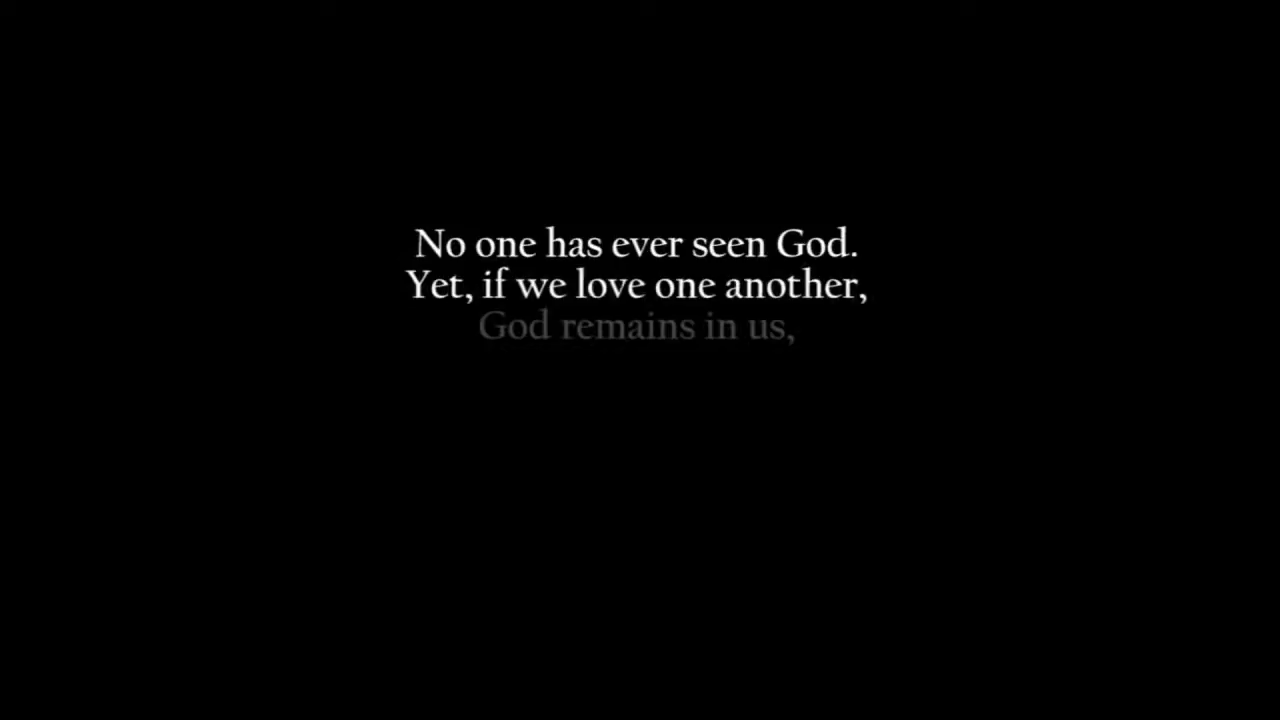 No one has ever seen God.
Yet, if we love one another,
God remains in us,